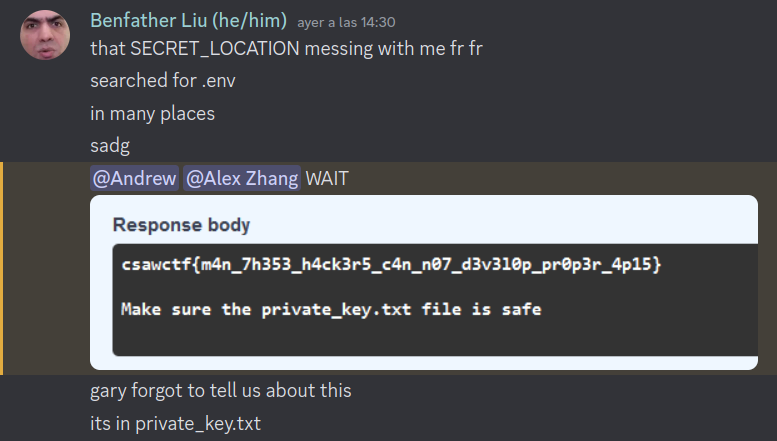 Benfather Liu (he/him) ayer a las 14:30
that SECRET_LOCATION messing with me fr fr
searched for .env
in many places
sadg
@Andrew @Alex Zhang WAIT
Response body
csawctf{m4n_7h353_h4ck3r5_c4n_n07_d3v3l0p_pr0p3r_4p15}
Make sure the private_key.txt file is safe
gary forgot to tell us about this
its in private_key.txt